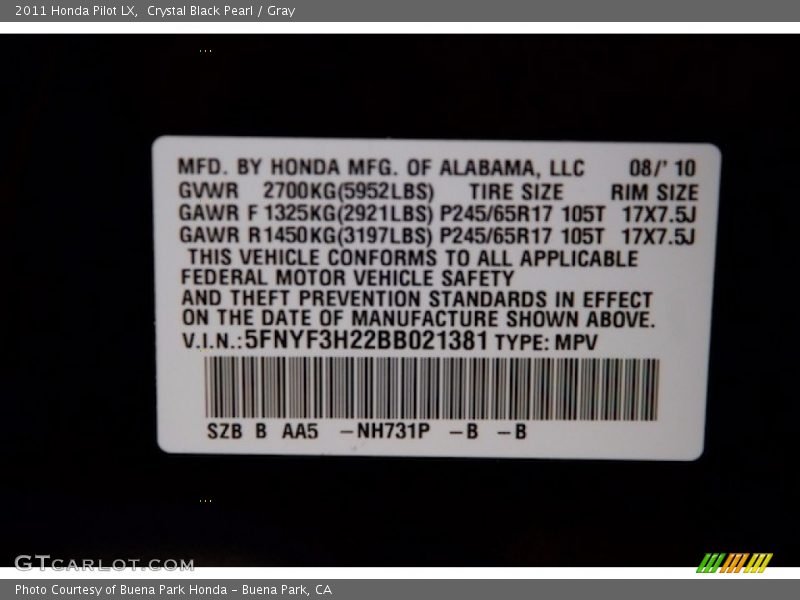 2011 Honda Pilot LX,  Crystal Black Pearl / Gray
MFD. BY HONDA MFG. OF ALABAMA, LLC 08/' 10
GVWR 2700KG(5952LBS) TIRE SIZE RIM SIZE
GAWR F 1325KG(2921LBS) P245/65R17 105T 17X7.5J
GAWR R 1450KG(3197LBS) P245/65R17 105T 17X7.5J
THIS VEHICLE CONFORMS TO ALL APPLICABLE
FEDERAL MOTOR VEHICLE SAFETY
AND THEFT PREVENTION STANDARDS IN EFFECT
ON THE DATE OF MANUFACTURE SHOWN ABOVE.
V.I.N.: 5FNYF3H22BB021381 TYPE: MPV
SZB B AA5 –NH731P –B –B
GTCARLOT.COM
Photo Courtesy of Buena Park Honda – Buena Park, CA